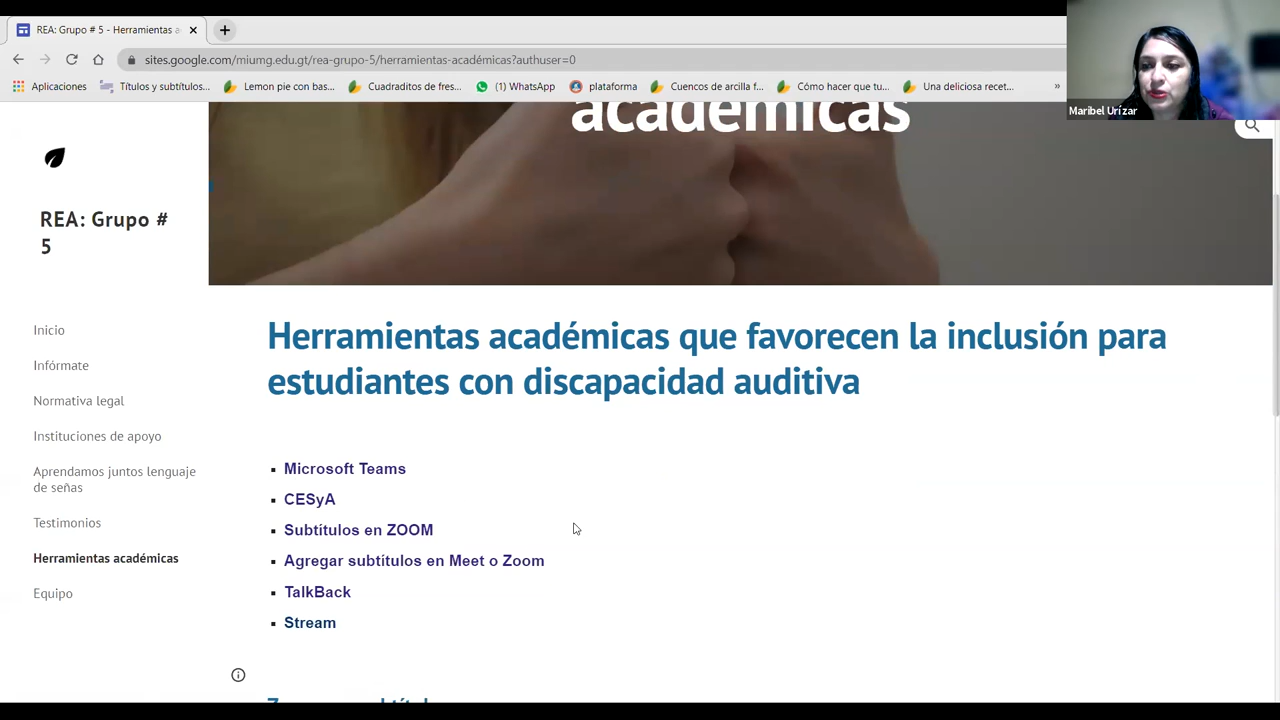 REA: Grupo # 5 - Herramientas a
sites.google.com/miumg.edu.gt/rea-grupo-5/herramientas-académicas?authuser=0
Aplicaciones
Títulos y subtítulos...
Lemon pie con bas...
Cuadraditos de fres...
(1) WhatsApp
plataforma
Cuencos de arcilla f...
Cómo hacer que tu...
Una deliciosa recet...
»
Maribel Urízar
académicas
REA: Grupo #
5
Inicio
Infórmate
Normativa legal
Instituciones de apoyo
Aprendamos juntos lenguaje
de señas
Testimonios
Herramientas académicas
Equipo
Herramientas académicas que favorecen la inclusión para
estudiantes con discapacidad auditiva
Microsoft Teams
CESyA
Subtítulos en ZOOM
Agregar subtítulos en Meet o Zoom
TalkBack
Stream